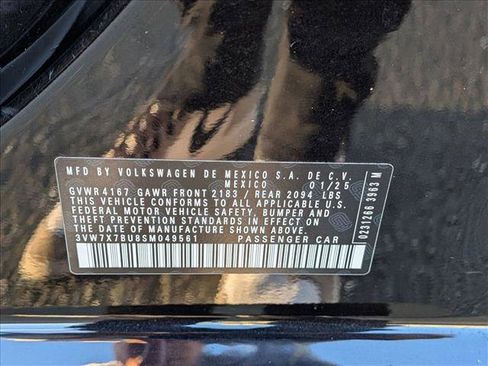 MFD BY VOLKSWAGEN DE MEXICO S.A. DE C.V.
MEXICO 01/25
GVWR 4167 GAWR FRONT 2183 / REAR 2094 LBS
THIS VEHICLE CONFORMS TO ALL APPLICABLE U.S.
FEDERAL MOTOR VEHICLE SAFETY, BUMPER AND
THEFT PREVENTION STANDARDS IN EFFECT ON
THE DATE OF MANUFACTURE SHOWN ABOVE.
3VW7X7BU8SM049561 PASSENGER CAR
0231266 3963 M